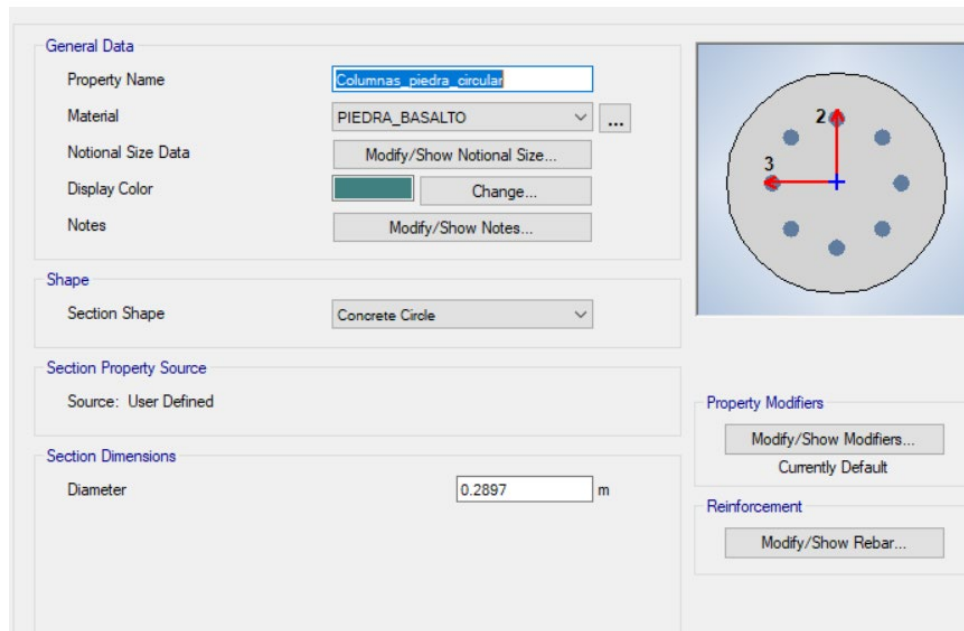 General Data
Property Name Columnas_piedra_circular
Material PIEDRA_BASALTO ...
Notional Size Data Modify/Show Notional Size...
Display Color Change...
Notes Modify/Show Notes...
2
3
Shape
Section Shape Concrete Circle
Section Property Source
Source: User Defined
Section Dimensions
Diameter 0.2897 m
Property Modifiers
Modify/Show Modifiers...
Currently Default
Reinforcement
Modify/Show Rebar...